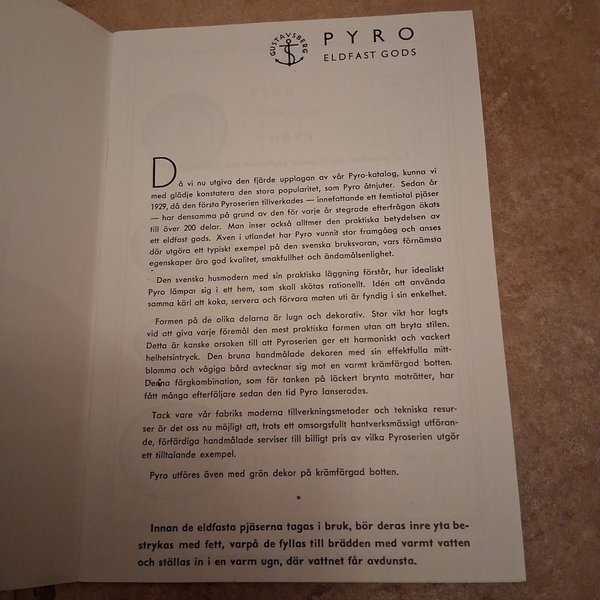 GUSTAVSBERG
PYRO
ELDFAST GODS
Då vi nu utgiva den fjärde upplagan av vår Pyro-katalog, kunna vi
med glädje konstatera den stora popularitet, som Pyro åtnjuter. Sedan år
1929, då den första Pyroserien tillverkades — innefattande ett femtiotal pjäser
— har densamma på grund av den för varje år stegrade efterfrågan ökats
till över 200 delar. Man inser också alltmer den praktiska betydelsen av
ett eldfast gods. Även i utlandet har Pyro vunnit stor framgåog och anses
där utgöra ett typiskt exempel på den svenska bruksvaran, vars förnämsta
egenskaper äro god kvalitet, smakfullhet och ändamålsenlighet.
Den svenska husmodern med sin praktiska läggning förstår, hur idealiskt
Pyro lämpar sig i ett hem, som skall skötas rationellt. Idén att använda
samma kärl att koka, servera och förvara maten uti är fyndig i sin enkelhet.
Formen på de olika delarna är lugn och dekorativ. Stor vikt har lagts
vid att giva varje föremål den mest praktiska formen utan att bryta stilen.
Detta är kanske orsaken till att Pyroserien ger ett harmoniskt och vackert
helhetsintryck. Den bruna handmålade dekoren med sin effektfulla mitt-
blomma och vågiga bård avtecknar sig mot en varmt krämfärgad botten.
Denna färgkombination, som för tanken på läckert brynta maträtter, har
fått många efterföljare sedan den tid Pyro lanserades.
Tack vare vår fabriks moderna tillverkningsmetoder och tekniska resur-
ser är det oss nu möjligt att, trots ett omsorgsfullt hantverksmässigt utföran-
de, förfärdiga handmålade serviser till billigt pris av vilka Pyroserien utgör
ett tilltalande exempel.
Pyro utföres även med grön dekor på krämfärgad botten.
*
Innan de eldfasta pjäserna tagas i bruk, bör deras inre yta be-
strykas med fett, varpå de fyllas till brädden med varmt vatten
och ställas in i en varm ugn, där vattnet får avdunsta.